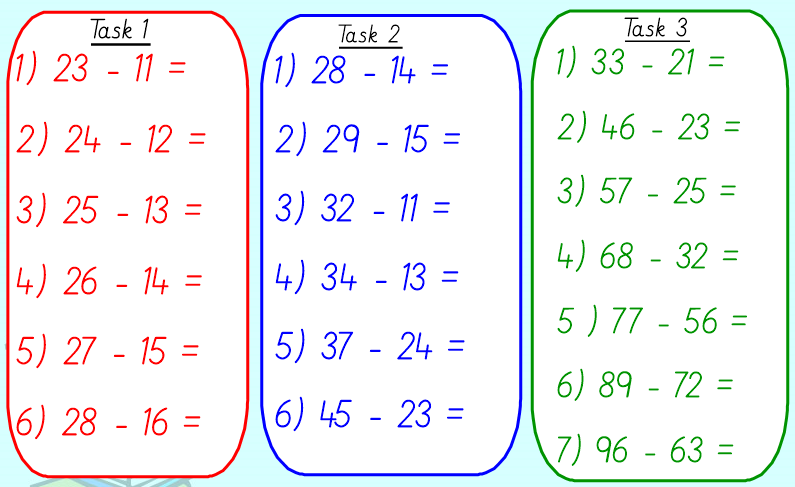 Task 1
1) 23 - 11 =
2) 24 - 12 =
3) 25 - 13 =
4) 26 - 14 =
5) 27 - 15 =
6) 28 - 16 =
Task 2
1) 28 - 14 =
2) 29 - 15 =
3) 32 - 11 =
4) 34 - 13 =
5) 37 - 24 =
6) 45 - 23 =
Task 3
1) 33 - 21 =
2) 46 - 23 =
3) 57 - 25 =
4) 68 - 32 =
5 ) 77 - 56 =
6) 89 - 72 =
7) 96 - 63 =